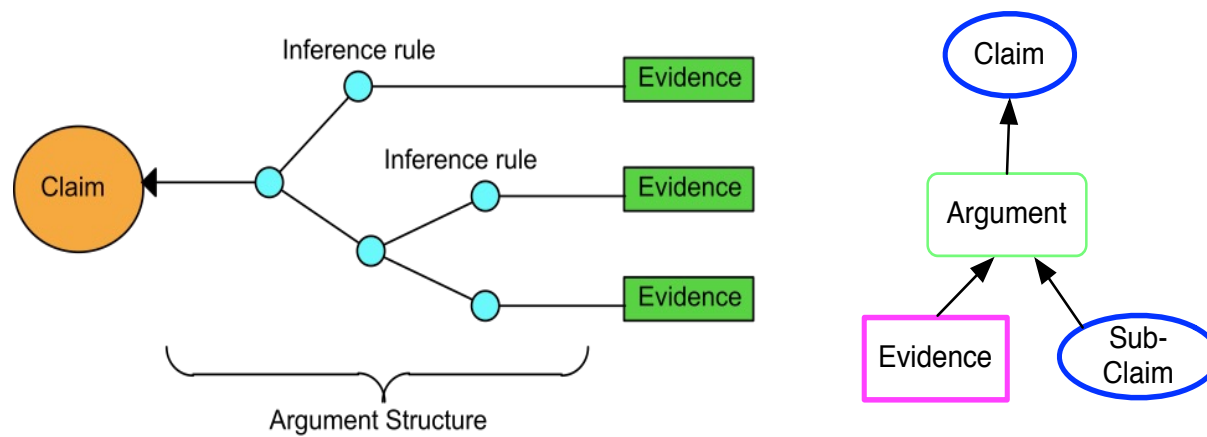 Inference rule
Evidence
Claim
Inference rule
Evidence
Evidence
Argument Structure
Claim
Argument
Evidence
Sub-
Claim